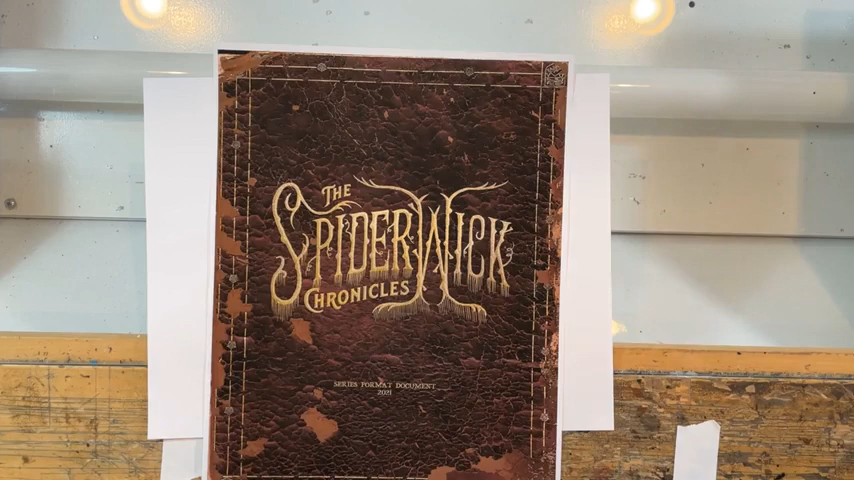 THE
SPIDERWICK
CHRONICLES
SERIES FORMAT DOCUMENT
2021